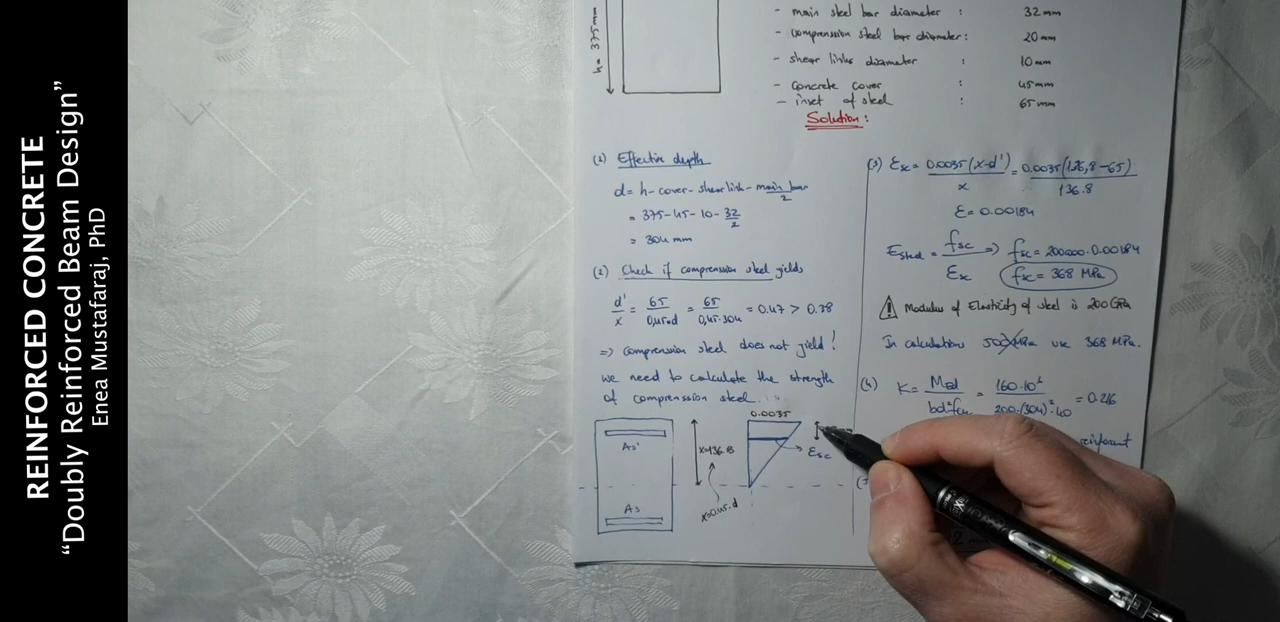 REINFORCED CONCRETE
“Doubly Reinforced Beam Design”
Enea Mustafaraj, PhD
h = 375mm
- main steel bar diameter : 32 mm
- compression steel bar diameter : 20 mm
- shear links diameter : 10 mm
- concrete cover : 45mm
- inset of steel : 65 mm
Solution:
(1) Effective depth
d = h - cover - shear link - main bar/2
= 375 - 45 - 10 - 32/2
= 304 mm
(2) Check if compression steel yields
d'/x = 65/0,45·d = 65/0,45·304 = 0.47 > 0.38
=> compression steel does not yield!
we need to calculate the strength
of compression steel.
As'
As
x=136.8
x=0.45·d
0.0035
εsc
(3) εsc = 0.0035(x-d')/x = 0.0035(136,8-65)/136.8
ε = 0.00184
Esteel = fsc/εsc => fsc = 200000·0.00184
fsc = 368 MPa
Modulus of Elasticity of steel is 200 GPa
In calculations 500 MPa use 368 MPa.
(4) K = MEd/bd²fcu = 160·10⁶/200·(304)²·40 = 0.216